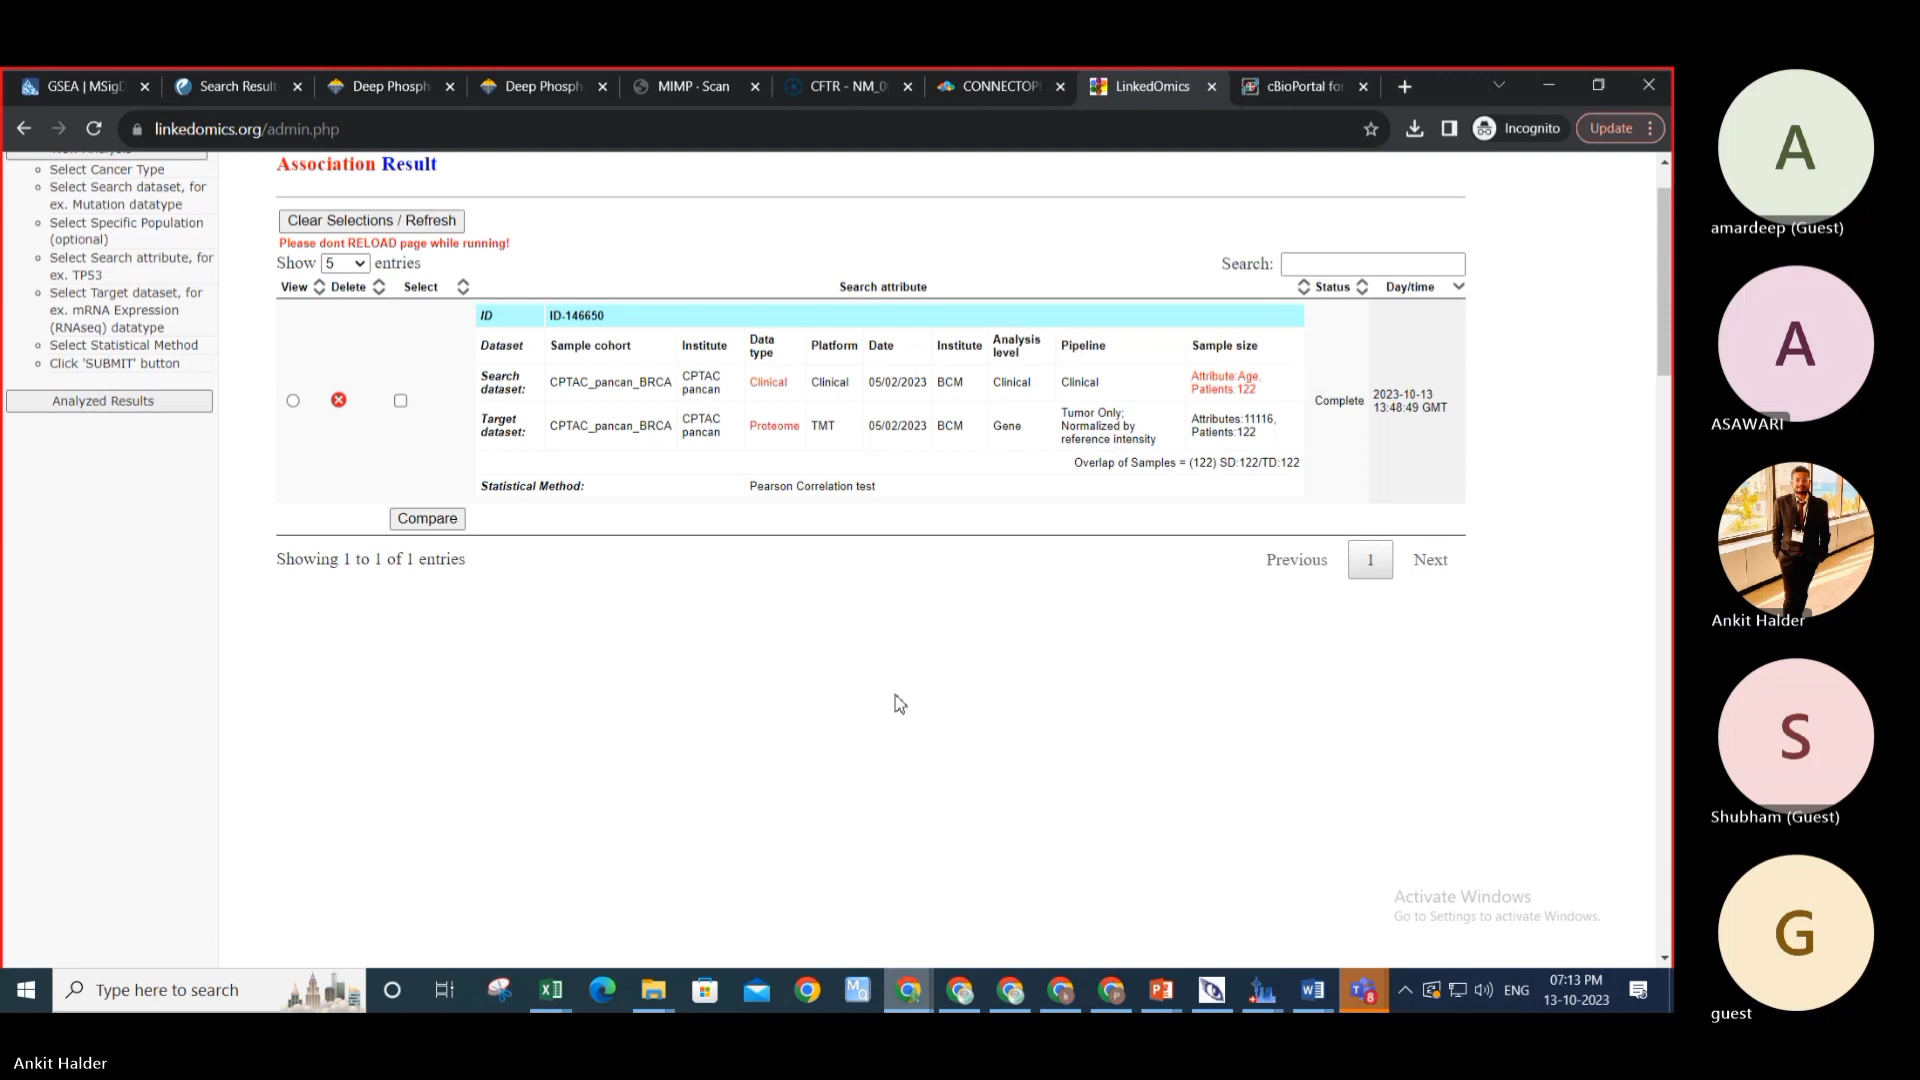 GSEA | MSigD
Search Result
Deep Phosph
Deep Phosph
MIMP - Scan
CFTR - NM_0
CONNECTOP
LinkedOmics
cBioPortal for
linkedomics.org/admin.php
Incognito
Update
Select Cancer Type
Select Search dataset, for
ex. Mutation datatype
Select Specific Population
(optional)
Select Search attribute, for
ex. TP53
Select Target dataset, for
ex. mRNA Expression
(RNAseq) datatype
Select Statistical Method
Click 'SUBMIT' button
Analyzed Results
Association Result
Clear Selections / Refresh
Please dont RELOAD page while running!
Show 5 entries
Search:
View Delete Select Search attribute Status Day/time
ID ID-146650
Dataset Sample cohort Institute Data type Platform Date Institute Analysis level Pipeline Sample size
Search dataset: CPTAC_pancan_BRCA CPTAC pancan Clinical Clinical 05/02/2023 BCM Clinical Clinical Attribute:Age, Patients:122
Target dataset: CPTAC_pancan_BRCA CPTAC pancan Proteome TMT 05/02/2023 BCM Gene Tumor Only; Normalized by reference intensity Attributes:11116, Patients:122
Overlap of Samples = (122) SD:122/TD:122
Statistical Method: Pearson Correlation test
Complete
2023-10-13
13:48:49 GMT
Compare
Showing 1 to 1 of 1 entries
Previous 1 Next
Activate Windows
Go to Settings to activate Windows.
Type here to search
ENG
07:13 PM
13-10-2023
A
amardeep (Guest)
A
ASAWARI
Ankit Halder
S
Shubham (Guest)
G
guest
Ankit Halder